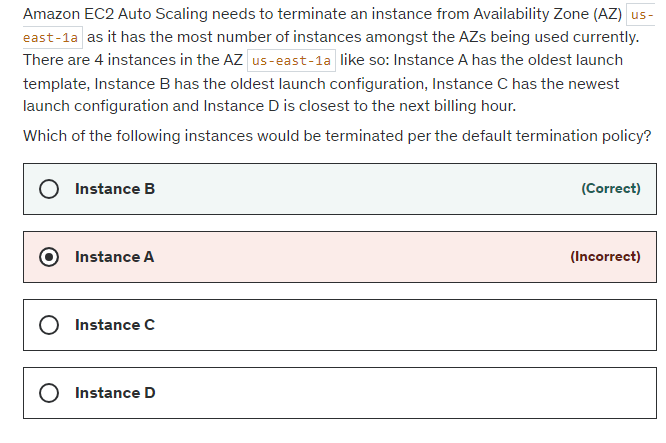 Amazon EC2 Auto Scaling needs to terminate an instance from Availability Zone (AZ) us-
east-1a as it has the most number of instances amongst the AZs being used currently.
There are 4 instances in the AZ us-east-1a like so: Instance A has the oldest launch
template, Instance B has the oldest launch configuration, Instance C has the newest
launch configuration and Instance D is closest to the next billing hour.
Which of the following instances would be terminated per the default termination policy?
Instance B (Correct)
Instance A (Incorrect)
Instance C
Instance D